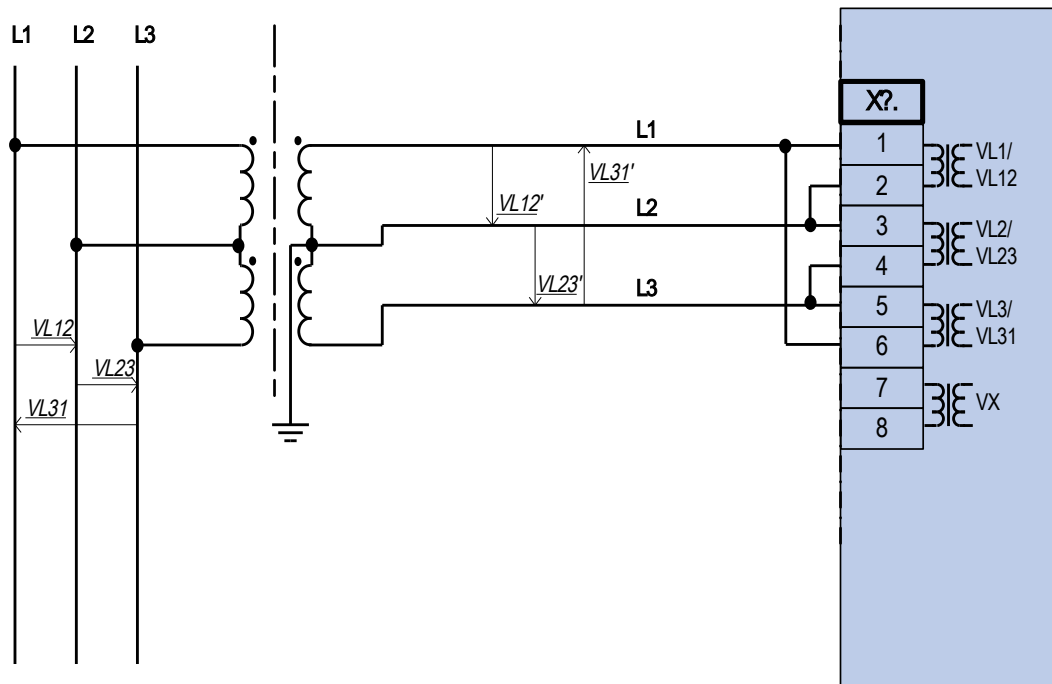 L1 L2 L3
X?.
L1
1
VL1/
VL12
VL31'
2
VL12'
L2
3
VL2/
VL23
4
VL23'
L3
5
VL3/
VL31
VL12
6
VL23
7
VX
VL31
8